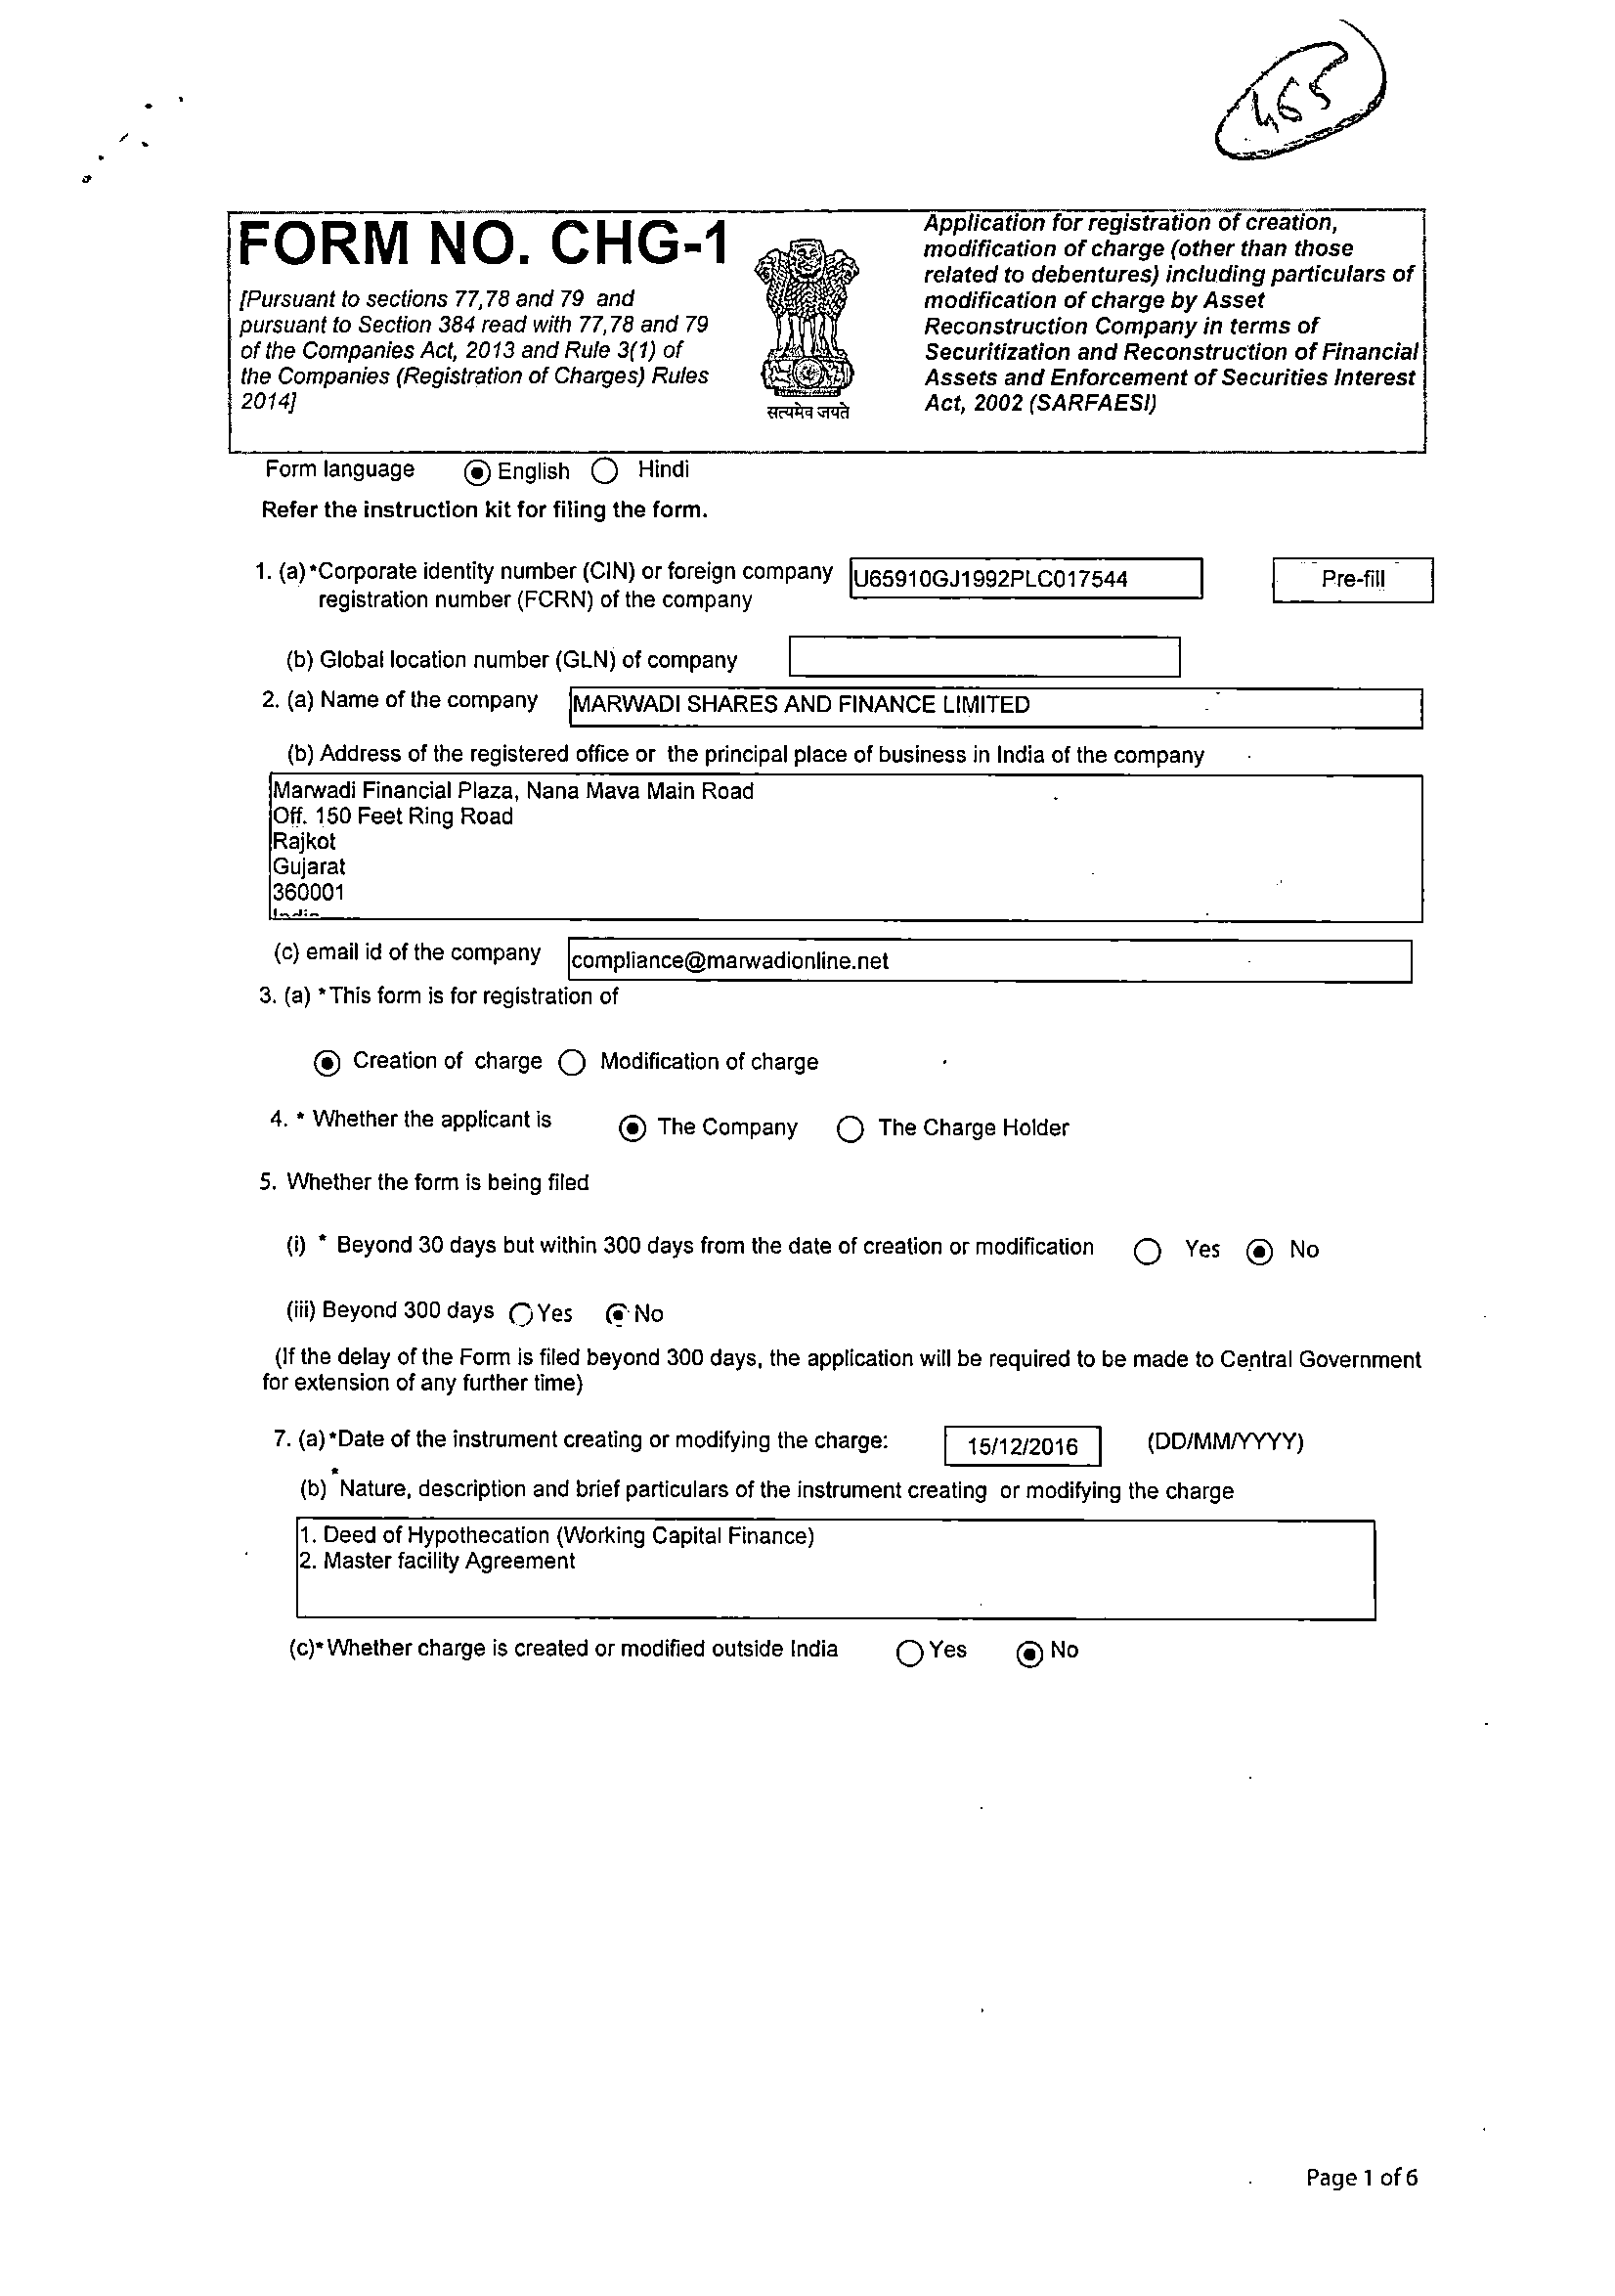 465
FORM NO. CHG-1
[Pursuant to sections 77,78 and 79 and
pursuant to Section 384 read with 77,78 and 79
of the Companies Act, 2013 and Rule 3(1) of
the Companies (Registration of Charges) Rules
2014]
सत्यमेव जयते
Application for registration of creation,
modification of charge (other than those
related to debentures) including particulars of
modification of charge by Asset
Reconstruction Company in terms of
Securitization and Reconstruction of Financial
Assets and Enforcement of Securities Interest
Act, 2002 (SARFAESI)
Form language English Hindi
Refer the instruction kit for filing the form.
1. (a) *Corporate identity number (CIN) or foreign company U65910GJ1992PLC017544 Pre-fill
registration number (FCRN) of the company
(b) Global location number (GLN) of company
2. (a) Name of the company MARWADI SHARES AND FINANCE LIMITED
(b) Address of the registered office or the principal place of business in India of the company
Marwadi Financial Plaza, Nana Mava Main Road
Off. 150 Feet Ring Road
Rajkot
Gujarat
360001
India
(c) email id of the company compliance@marwadionline.net
3. (a) *This form is for registration of
Creation of charge Modification of charge
4. * Whether the applicant is The Company The Charge Holder
5. Whether the form is being filed
(i) * Beyond 30 days but within 300 days from the date of creation or modification Yes No
(iii) Beyond 300 days Yes No
(If the delay of the Form is filed beyond 300 days, the application will be required to be made to Central Government
for extension of any further time)
7. (a) *Date of the instrument creating or modifying the charge: 15/12/2016 (DD/MM/YYYY)
(b) *Nature, description and brief particulars of the instrument creating or modifying the charge
1. Deed of Hypothecation (Working Capital Finance)
2. Master facility Agreement
(c)*Whether charge is created or modified outside India Yes No
Page 1 of 6